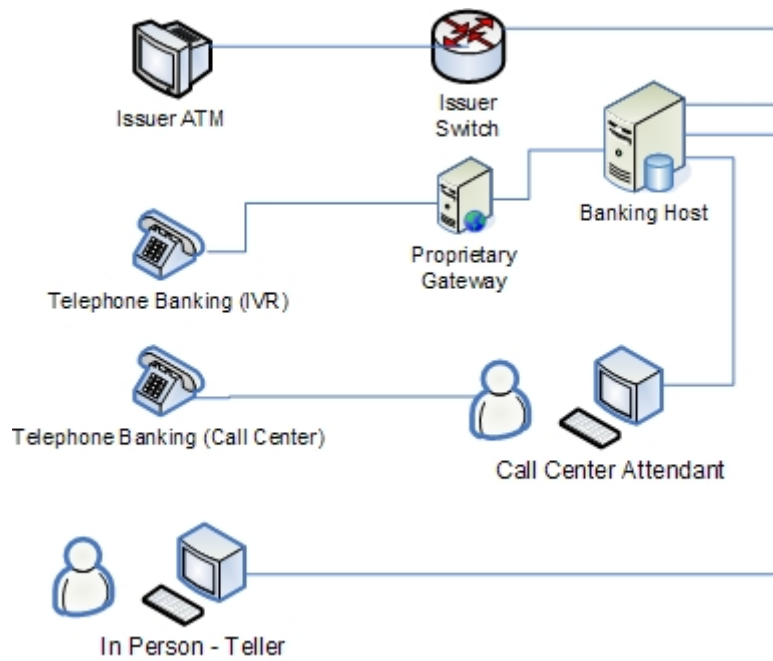 Issuer ATM
Issuer
Switch
Banking Host
Proprietary
Gateway
Telephone Banking (IVR)
Telephone Banking (Call Center)
Call Center Attendant
In Person - Teller